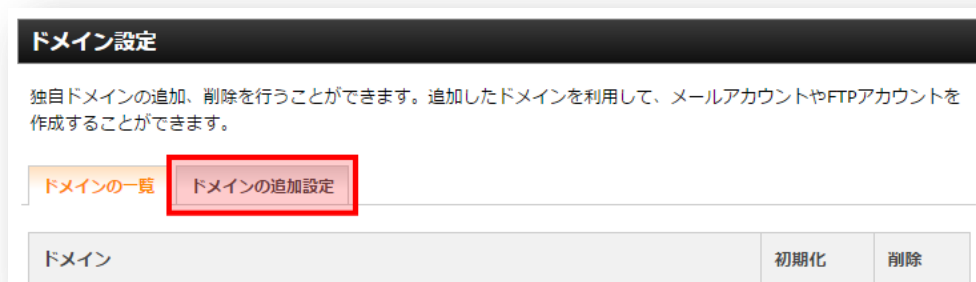 ドメイン設定
独自ドメインの追加、削除を行うことができます。追加したドメインを利用して、メールアカウントやFTPアカウントを
作成することができます。
ドメインの一覧 ドメインの追加設定
ドメイン 初期化 削除